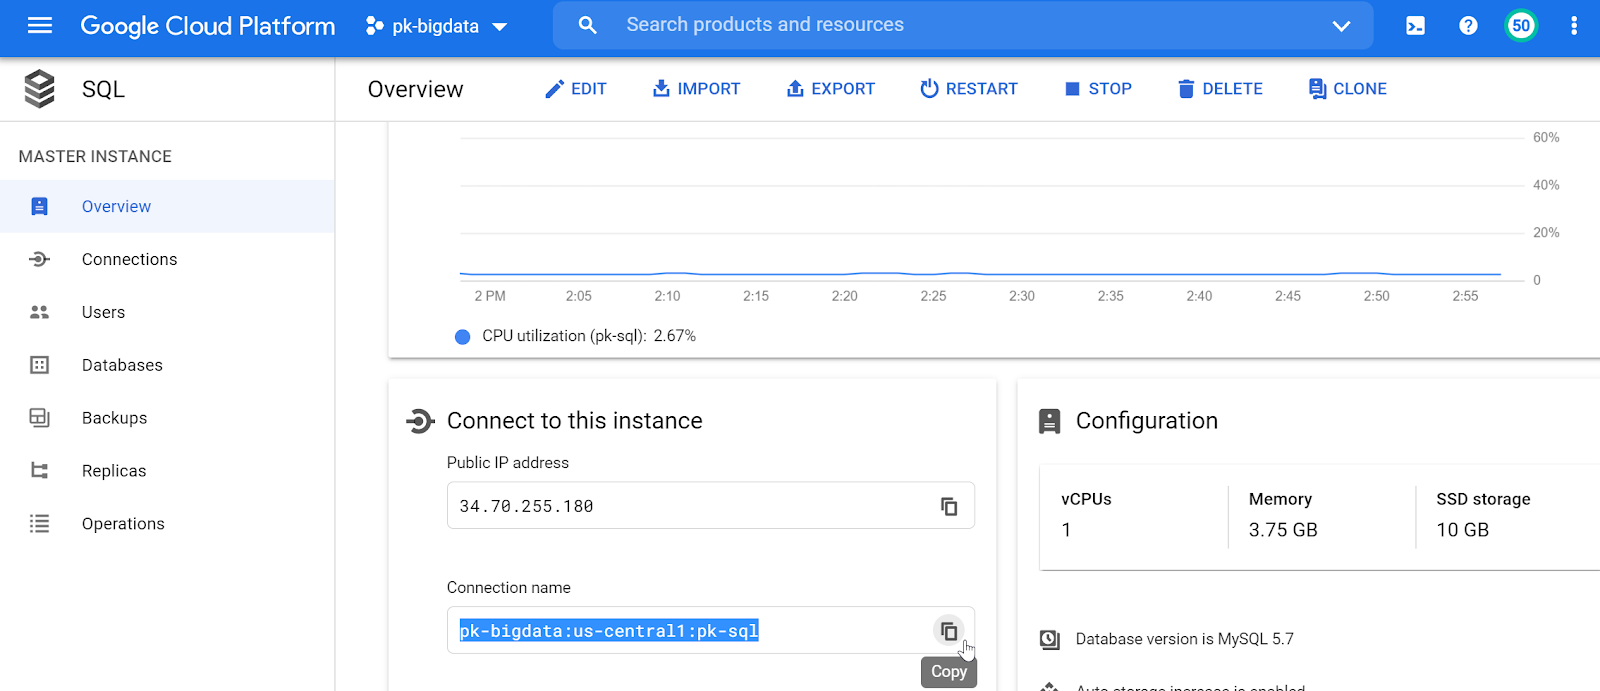 Google Cloud Platform
pk-bigdata
Search products and resources
50
SQL
Overview
EDIT
IMPORT
EXPORT
RESTART
STOP
DELETE
CLONE
MASTER INSTANCE
Overview
Connections
Users
Databases
Backups
Replicas
Operations
60%
40%
20%
0
2 PM 2:05 2:10 2:15 2:20 2:25 2:30 2:35 2:40 2:45 2:50 2:55
CPU utilization (pk-sql): 2.67%
Connect to this instance
Public IP address
34.70.255.180
Connection name
pk-bigdata:us-central1:pk-sql
Copy
Configuration
vCPUs
1
Memory
3.75 GB
SSD storage
10 GB
Database version is MySQL 5.7
Auto storage increase is enabled